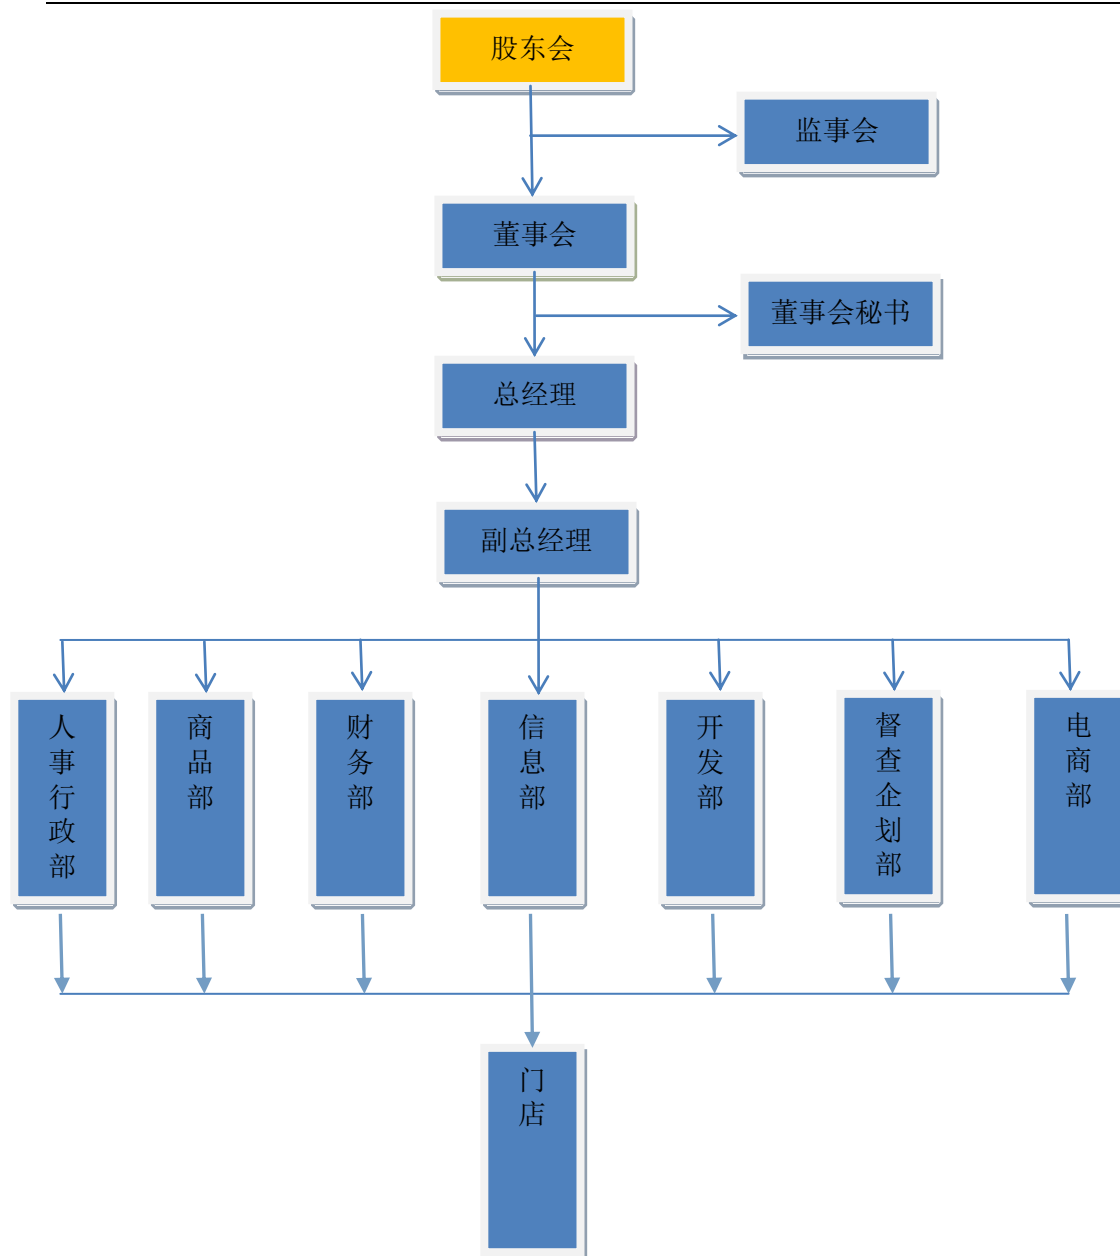 股东会
监事会
董事会
董事会秘书
总经理
副总经理
人事行政部
商品部
财务部
信息部
开发部
督查企划部
电商部
门店